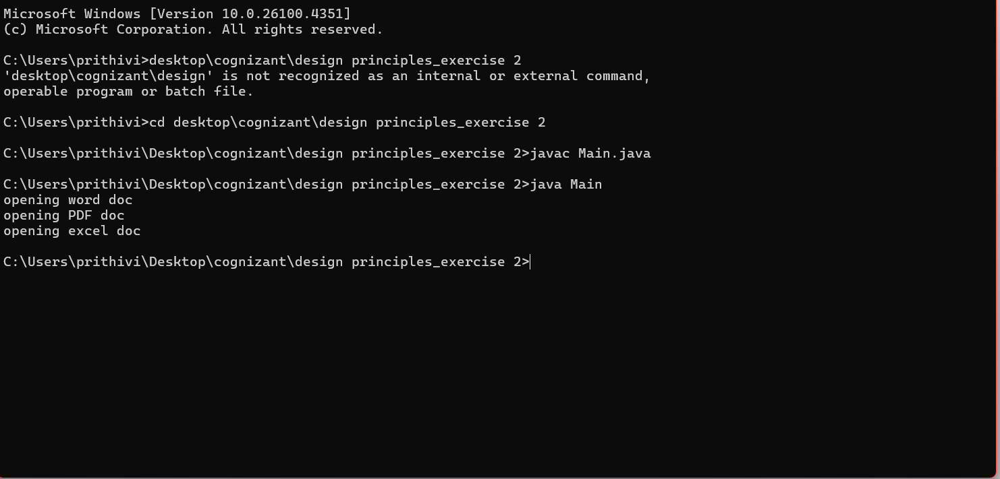 Microsoft Windows [Version 10.0.26100.4351]
(c) Microsoft Corporation. All rights reserved.
C:\Users\prithivi>desktop\cognizant\design principles_exercise 2
'desktop\cognizant\design' is not recognized as an internal or external command,
operable program or batch file.
C:\Users\prithivi>cd desktop\cognizant\design principles_exercise 2
C:\Users\prithivi\Desktop\cognizant\design principles_exercise 2>javac Main.java
C:\Users\prithivi\Desktop\cognizant\design principles_exercise 2>java Main
opening word doc
opening PDF doc
opening excel doc
C:\Users\prithivi\Desktop\cognizant\design principles_exercise 2>